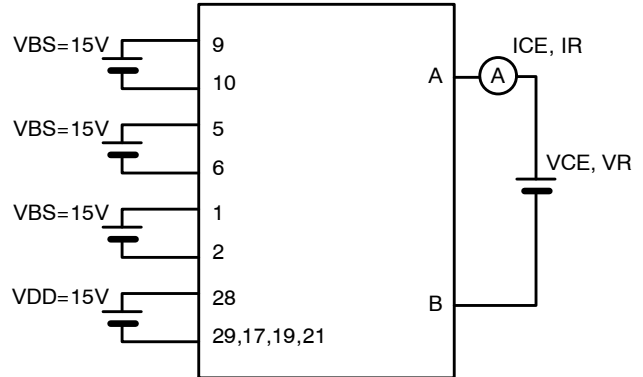 VBS=15V
9
10
VBS=15V
5
6
VBS=15V
1
2
VDD=15V
28
29,17,19,21
A
A
ICE, IR
VCE, VR
B